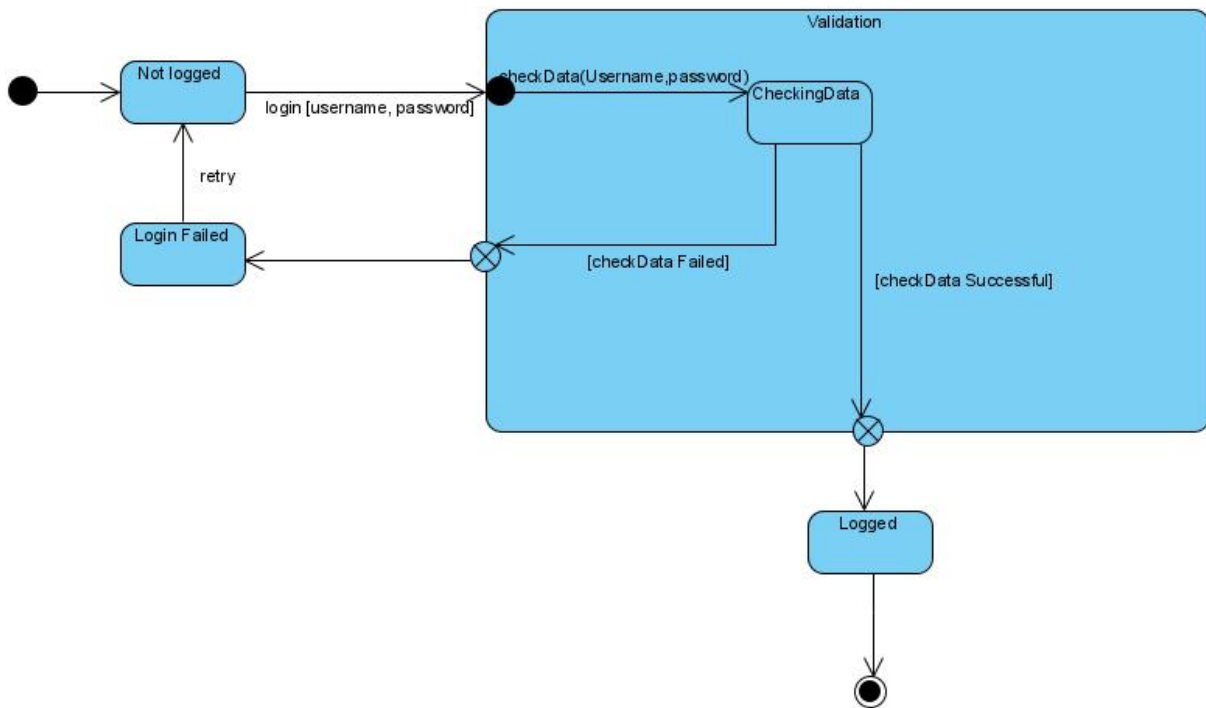 Validation
Not logged
checkData(Username,password)
CheckingData
login [username, password]
retry
Login Failed
[checkData Failed]
[checkData Successful]
Logged